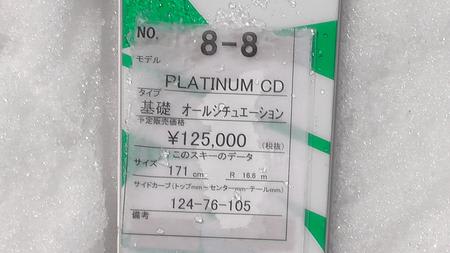 NO. 8-8
モデル
PLATINUM CD
タイプ
基礎 オールシチュエーション
予定販売価格
¥125,000 (税抜)
このスキーのデータ
サイズ 171 cm R 16.6 m
サイドカーブ(トップmm-センターmm-テールmm)
124-76-105
備考